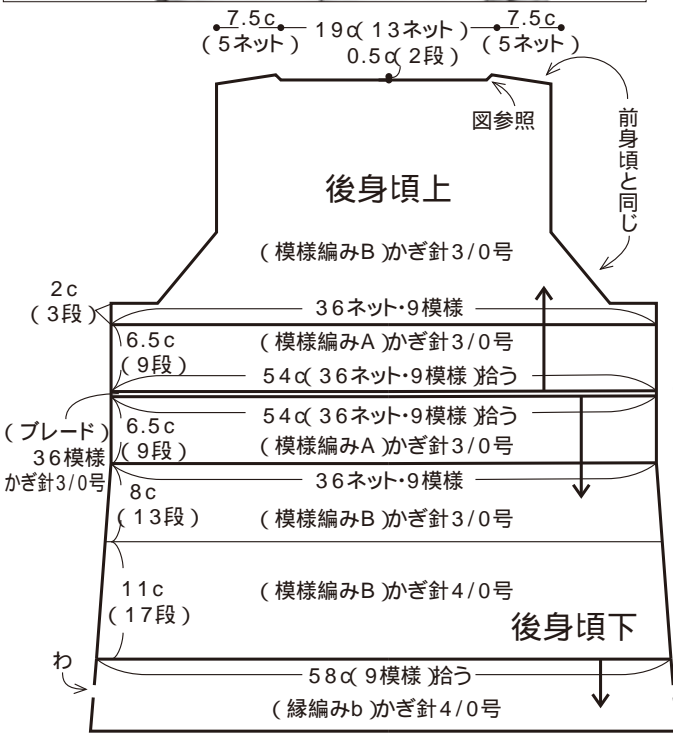 7.5c 19c(13ネット) 7.5c
(5ネット) 0.5c(2段) (5ネット)
図参照
前身頃と同じ
後身頃上
(模様編みB)かぎ針3/0号
2c
(3段)
36ネット・9模様
6.5c
(9段)
(模様編みA)かぎ針3/0号
54c(36ネット・9模様)拾う
(ブレード)
36模様
かぎ針3/0号
54c(36ネット・9模様)拾う
6.5c
(9段)
(模様編みA)かぎ針3/0号
36ネット・9模様
8c
(13段)
(模様編みB)かぎ針3/0号
11c
(17段)
(模様編みB)かぎ針4/0号
後身頃下
わ
58c(9模様)拾う
(縁編みb)かぎ針4/0号